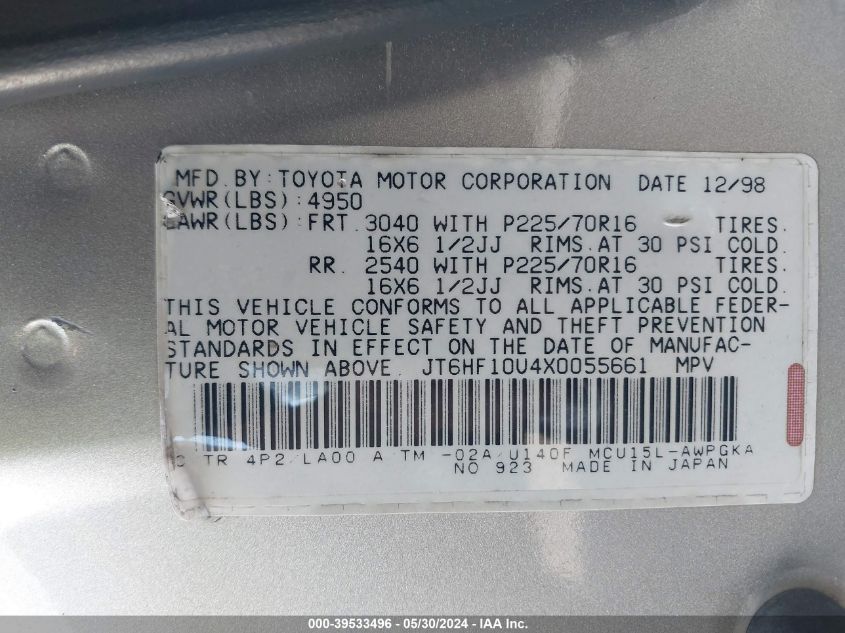 MFD. BY: TOYOTA MOTOR CORPORATION DATE 12/98
GVWR(LBS): 4950
GAWR(LBS): FRT. 3040 WITH P225/70R16 TIRES.
16X6 1/2JJ RIMS. AT 30 PSI COLD.
RR. 2540 WITH P225/70R16 TIRES.
16X6 1/2JJ RIMS. AT 30 PSI COLD.
THIS VEHICLE CONFORMS TO ALL APPLICABLE FEDER-
AL MOTOR VEHICLE SAFETY AND THEFT PREVENTION
STANDARDS IN EFFECT ON THE DATE OF MANUFAC-
TURE SHOWN ABOVE. JT6HF10U4X0055661 MPV
C TR 4P2/LA00 A TM -02A/U140F MCU15L-AWPGKA
NO 923 MADE IN JAPAN
000-39533496 - 05/30/2024 - IAA Inc.